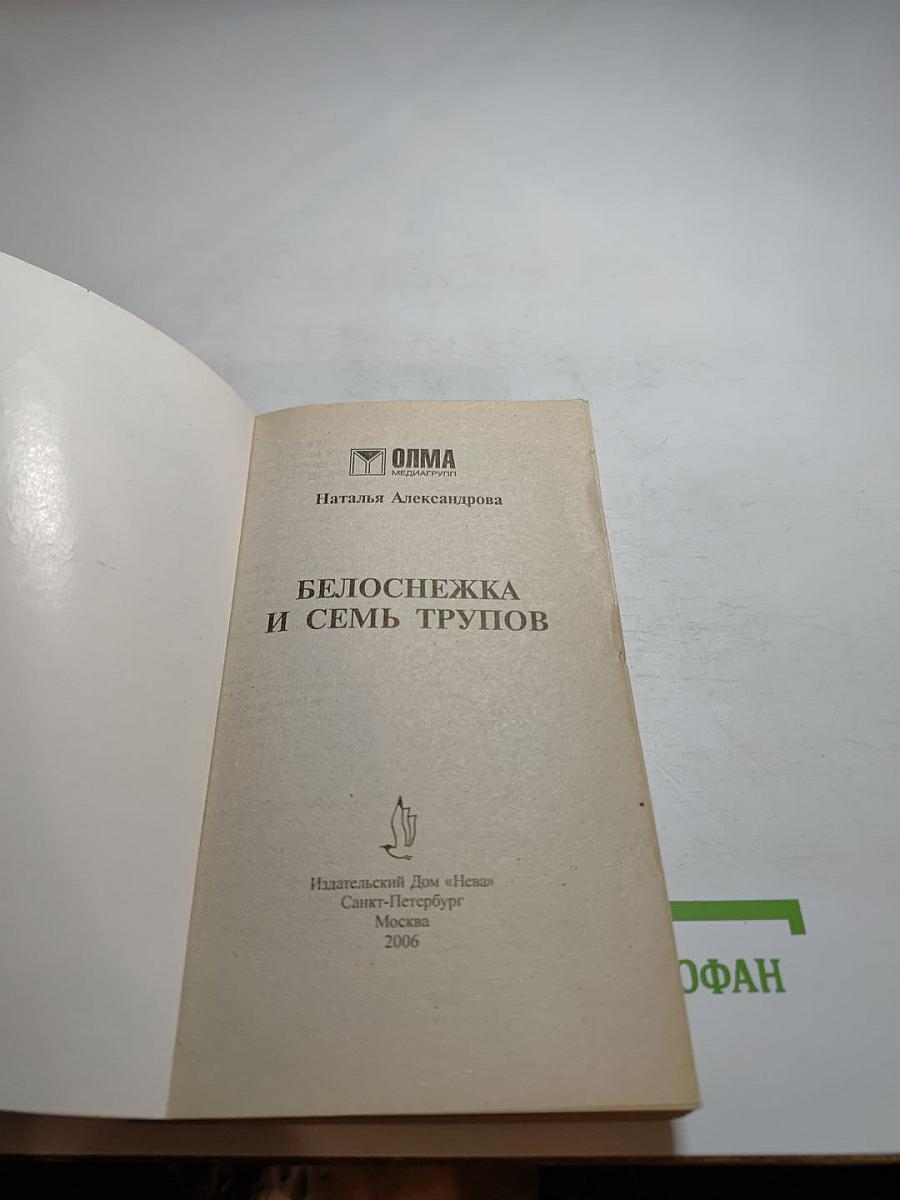 ОЛМА
МЕДИАГРУПП
Наталья Александрова
БЕЛОСНЕЖКА
И СЕМЬ ТРУПОВ
Издательский Дом «Нева»
Санкт-Петербург
Москва
2006
ОФАН